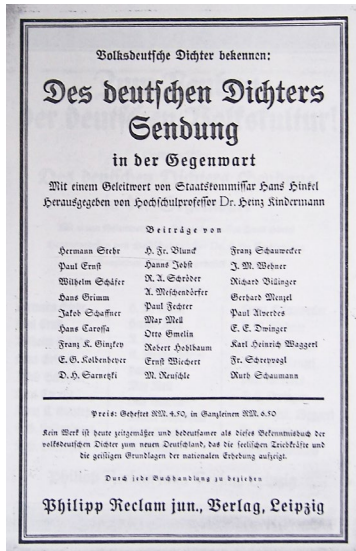 Volksdeutsche Dichter bekennen:
Des deutschen Dichters
Sendung
in der Gegenwart
Mit einem Geleitwort von Staatskommissar Hans Hinkel
Herausgegeben von Hochschulprofessor Dr. Heinz Kindermann
Beiträge von
Hermann Stehr
Paul Ernst
Wilhelm Schäfer
Hans Grimm
Jakob Schaffner
Hans Carossa
Franz K. Ginzkey
E. G. Kolbenheyer
D. H. Sarnetzki
H. Fr. Blunck
Hanns Johst
R. A. Schröder
A. Meschendörfer
Paul Fechter
Max Mell
Otto Gmelin
Robert Hohlbaum
Ernst Wiechert
M. Reuschle
Franz Schauwecker
J. M. Wehner
Richard Billinger
Gerhard Menzel
Paul Alverdes
E. E. Dwinger
Karl Heinrich Waggerl
Fr. Schreyvogl
Ruth Schaumann
Preis: Geheftet RM. 4.50, in Ganzleinen RM. 6.50
Kein Werk ist heute zeitgemäßer und bedeutsamer als dieses Bekenntnisbuch der
volksdeutschen Dichter zum neuen Deutschland, das die seelischen Triebkräfte und
die geistigen Grundlagen der nationalen Erhebung aufzeigt.
Durch jede Buchhandlung zu beziehen
Philipp Reclam jun., Verlag, Leipzig